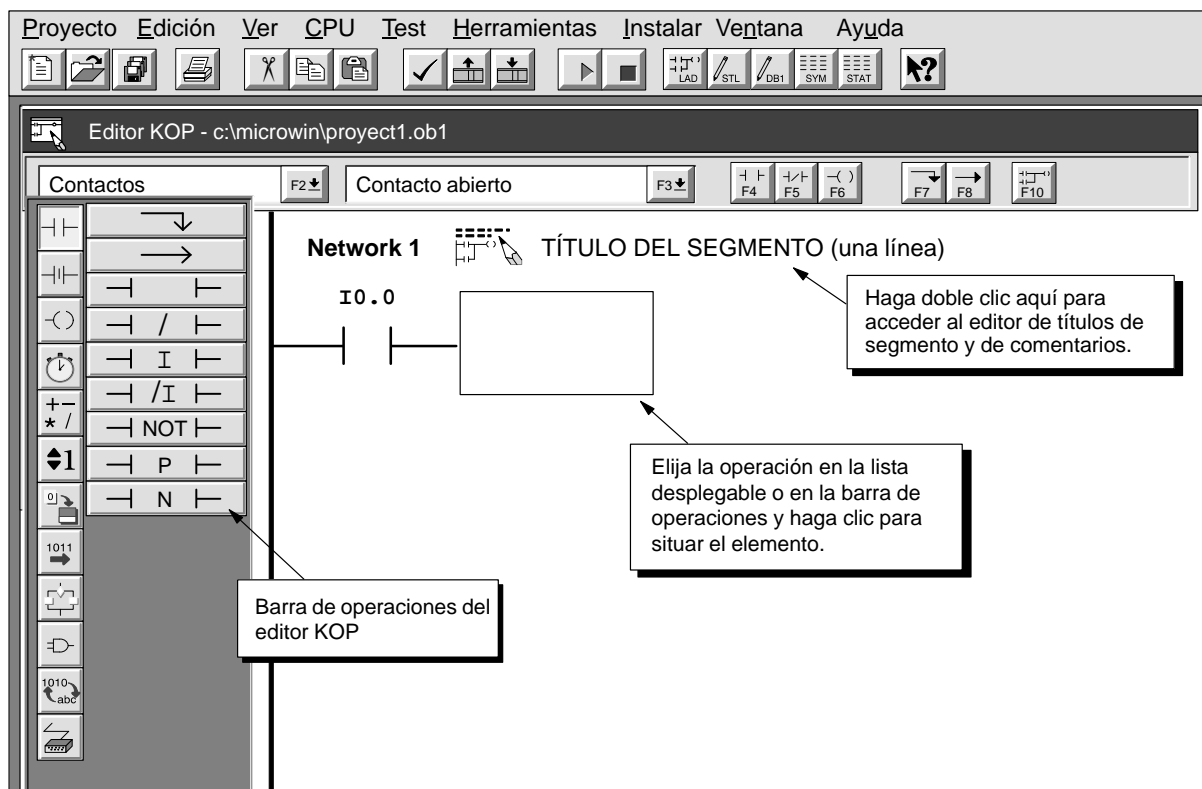 Proyecto Edición Ver CPU Test Herramientas Instalar Ventana Ayuda
LAD STL DB1 SYM STAT
Editor KOP - c:\microwin\proyect1.ob1
Contactos F2 Contacto abierto F3 F4 F5 F6 F7 F8 F10
Network 1 TÍTULO DEL SEGMENTO (una línea)
I0.0
Haga doble clic aquí para
acceder al editor de títulos de
segmento y de comentarios.
/
I
/I
NOT
P
N
+ −
* /
1
0
1011
1010
abc
Elija la operación en la lista
desplegable o en la barra de
operaciones y haga clic para
situar el elemento.
Barra de operaciones del
editor KOP